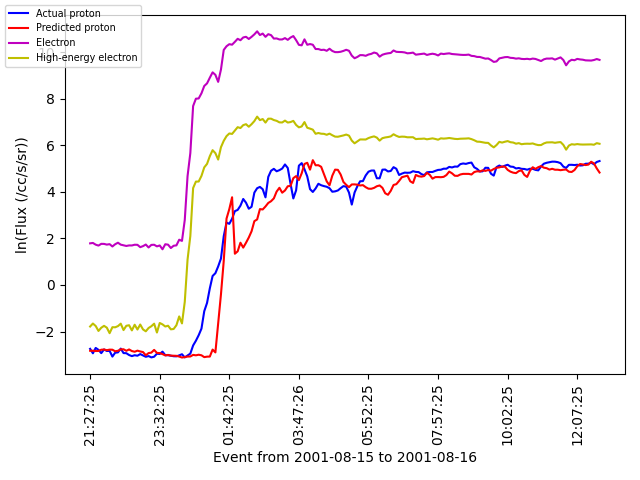 Actual proton
Predicted proton
Electron
High-energy electron
10
8
6
4
2
0
−2
ln(Flux (/cc/s/sr))
21:27:25
23:32:25
01:42:25
03:47:26
05:52:25
07:57:25
10:02:25
12:07:25
Event from 2001-08-15 to 2001-08-16